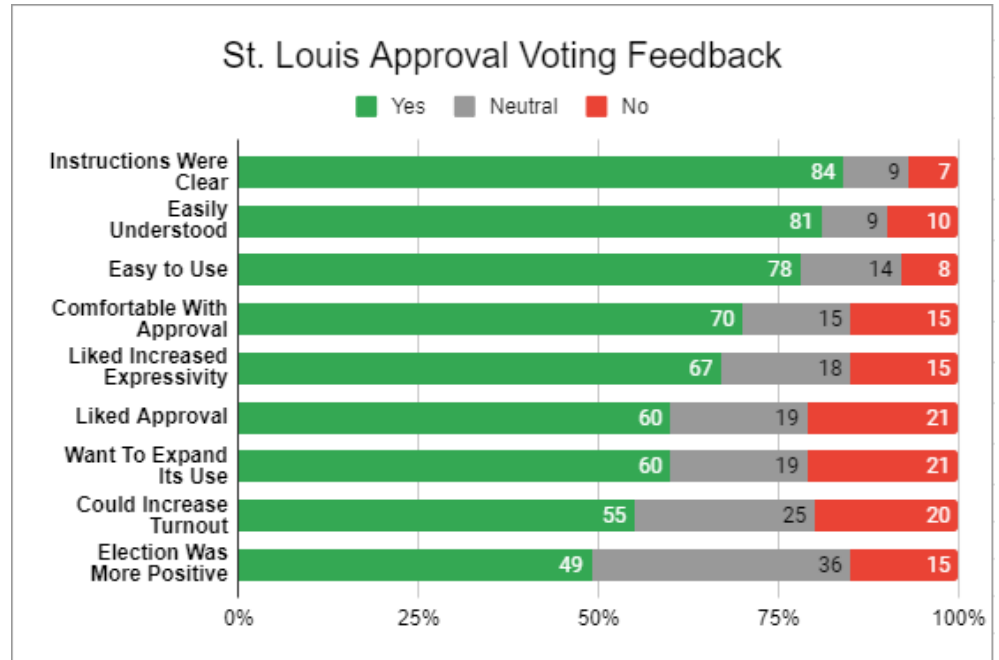 St. Louis Approval Voting Feedback
Yes Neutral No
Instructions Were
Clear
84 9 7
Easily
Understood
81 9 10
Easy to Use
78 14 8
Comfortable With
Approval
70 15 15
Liked Increased
Expressivity
67 18 15
Liked Approval
60 19 21
Want To Expand
Its Use
60 19 21
Could Increase
Turnout
55 25 20
Election Was
More Positive
49 36 15
0% 25% 50% 75% 100%